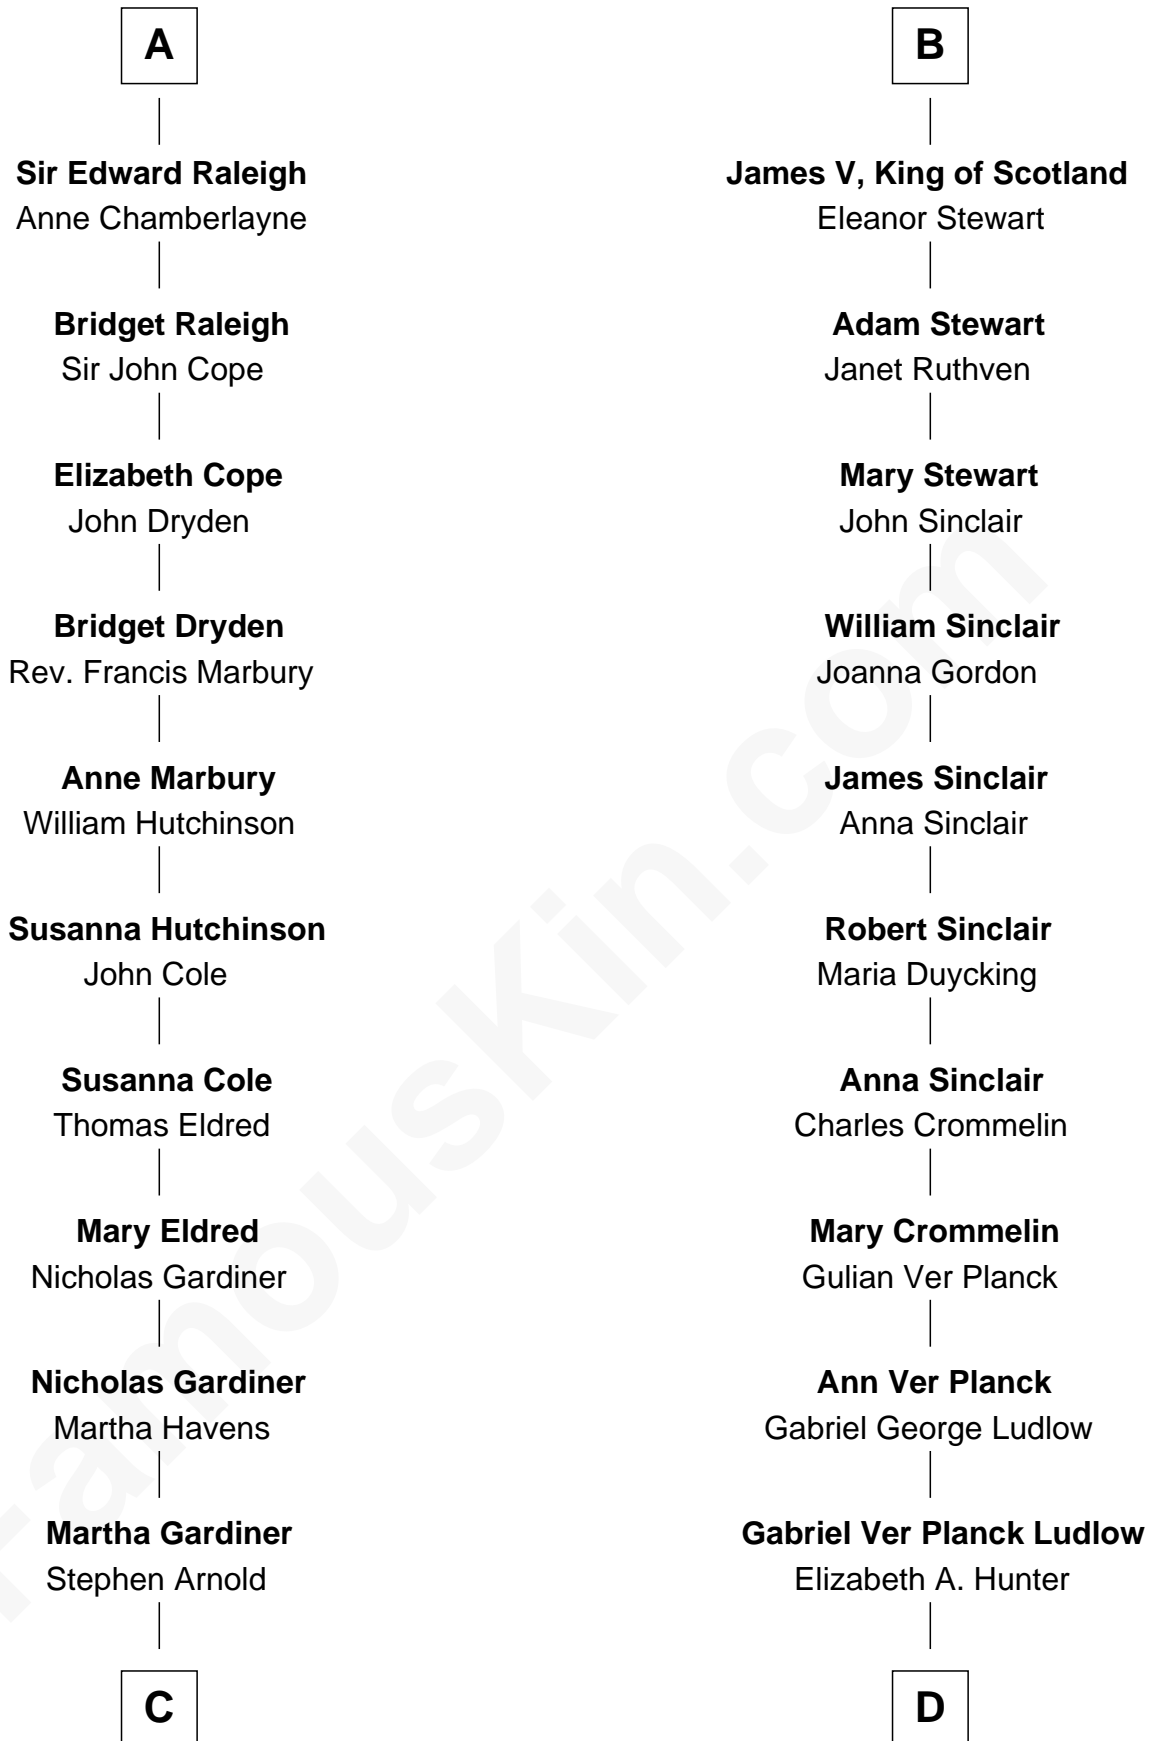 A
Sir Edward Raleigh
Anne Chamberlayne
Bridget Raleigh
Sir John Cope
Elizabeth Cope
John Dryden
Bridget Dryden
Rev. Francis Marbury
Anne Marbury
William Hutchinson
Susanna Hutchinson
John Cole
Susanna Cole
Thomas Eldred
Mary Eldred
Nicholas Gardiner
Nicholas Gardiner
Martha Havens
Martha Gardiner
Stephen Arnold
C
B
James V, King of Scotland
Eleanor Stewart
Adam Stewart
Janet Ruthven
Mary Stewart
John Sinclair
William Sinclair
Joanna Gordon
James Sinclair
Anna Sinclair
Robert Sinclair
Maria Duycking
Anna Sinclair
Charles Crommelin
Mary Crommelin
Gulian Ver Planck
Ann Ver Planck
Gabriel George Ludlow
Gabriel Ver Planck Ludlow
Elizabeth A. Hunter
D
FamousKin.com